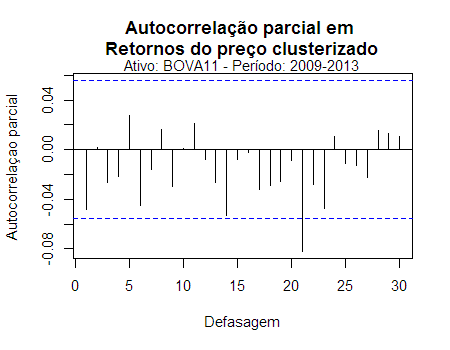 Autocorrelação parcial em
Retornos do preço clusterizado
Ativo: BOVA11 - Período: 2009-2013
Autocorrelaçao parcial
0.04
0.00
-0.04
-0.08
0 5 10 15 20 25 30
Defasagem